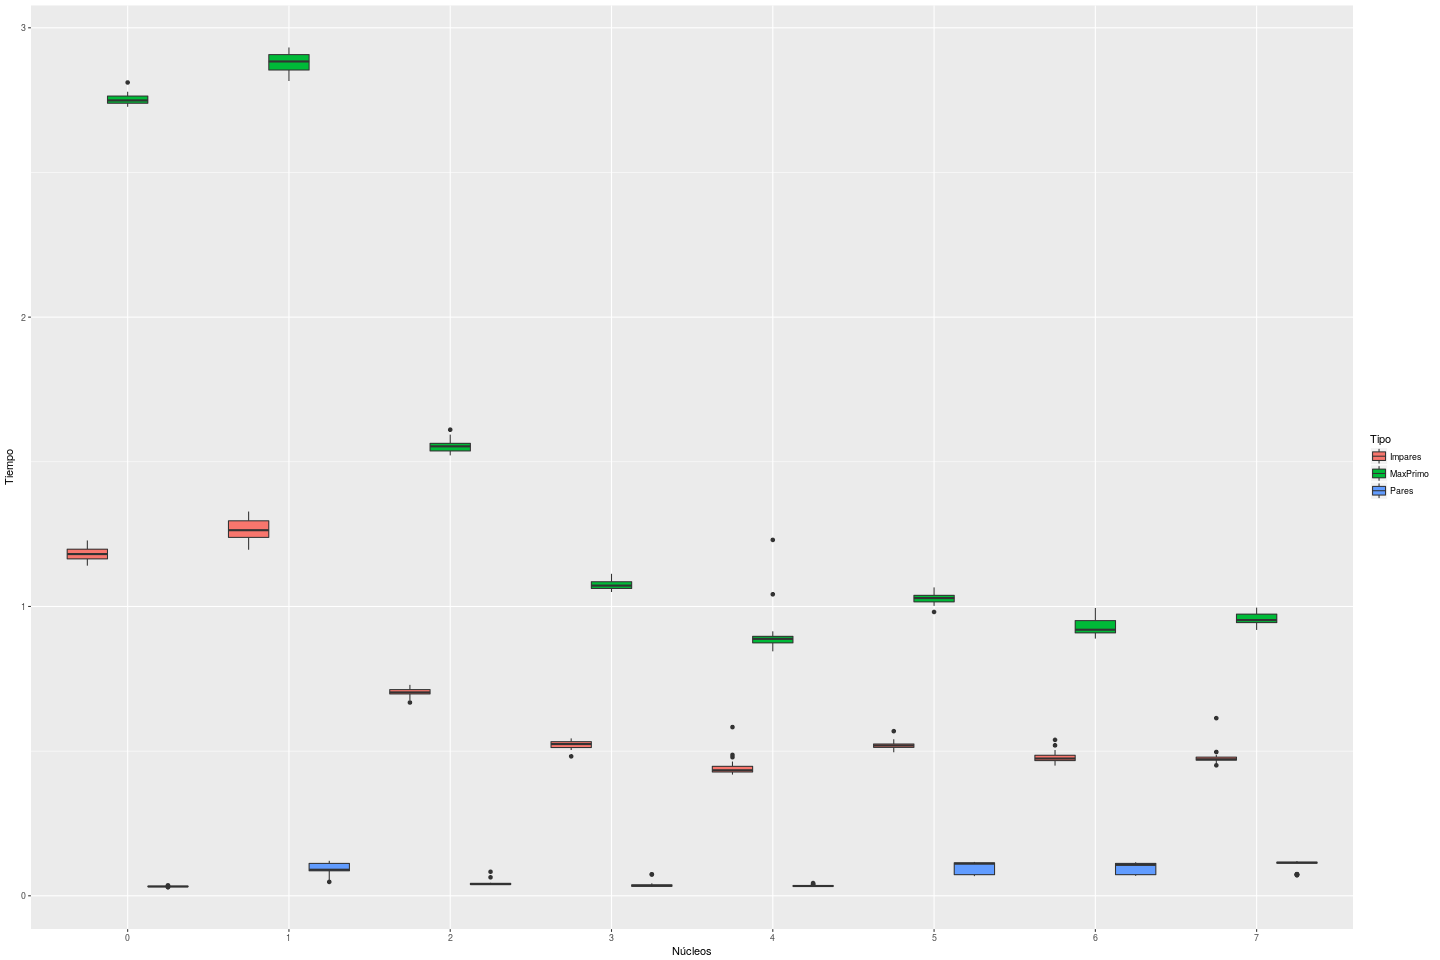 3
2
1
0
Tiempo
0 1 2 3 4 5 6 7
Núcleos
Tipo
Impares
MaxPrimo
Pares